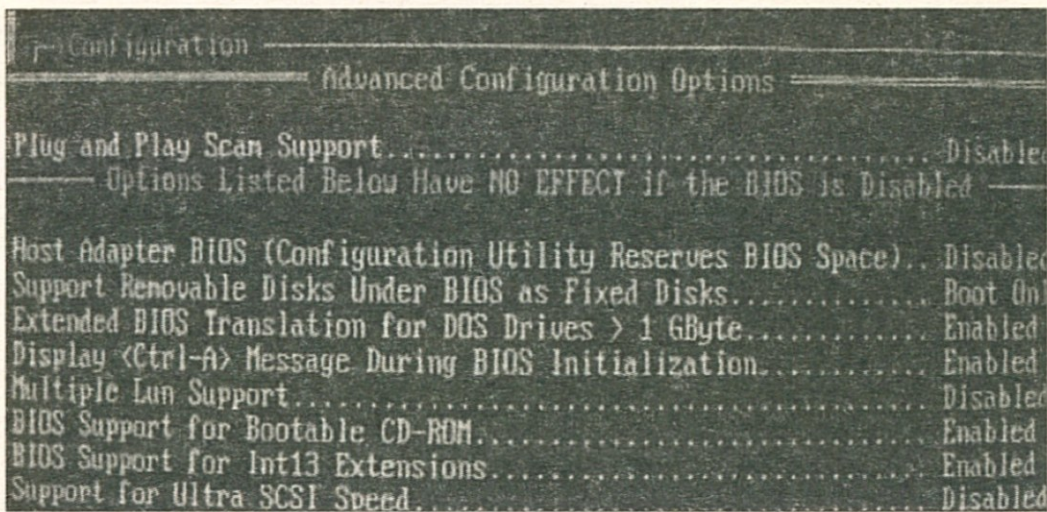 Configuration
Advanced Configuration Options
Plug and Play Scan Support.......................................... Disabled
Options Listed Below Have NO EFFECT if the BIOS is Disabled
Host Adapter BIOS (Configuration Utility Reserves BIOS Space).. Disabled
Support Removable Disks Under BIOS as Fixed Disks.............. Boot Onl
Extended BIOS Translation for DOS Drives > 1 GByte............. Enabled
Display <Ctrl-A> Message During BIOS Initialization............ Enabled
Multiple Lun Support........................................... Disabled
BIOS Support for Bootable CD-ROM............................... Enabled
BIOS Support for Int13 Extensions.............................. Enabled
Support for Ultra SCSI Speed................................... Disabled